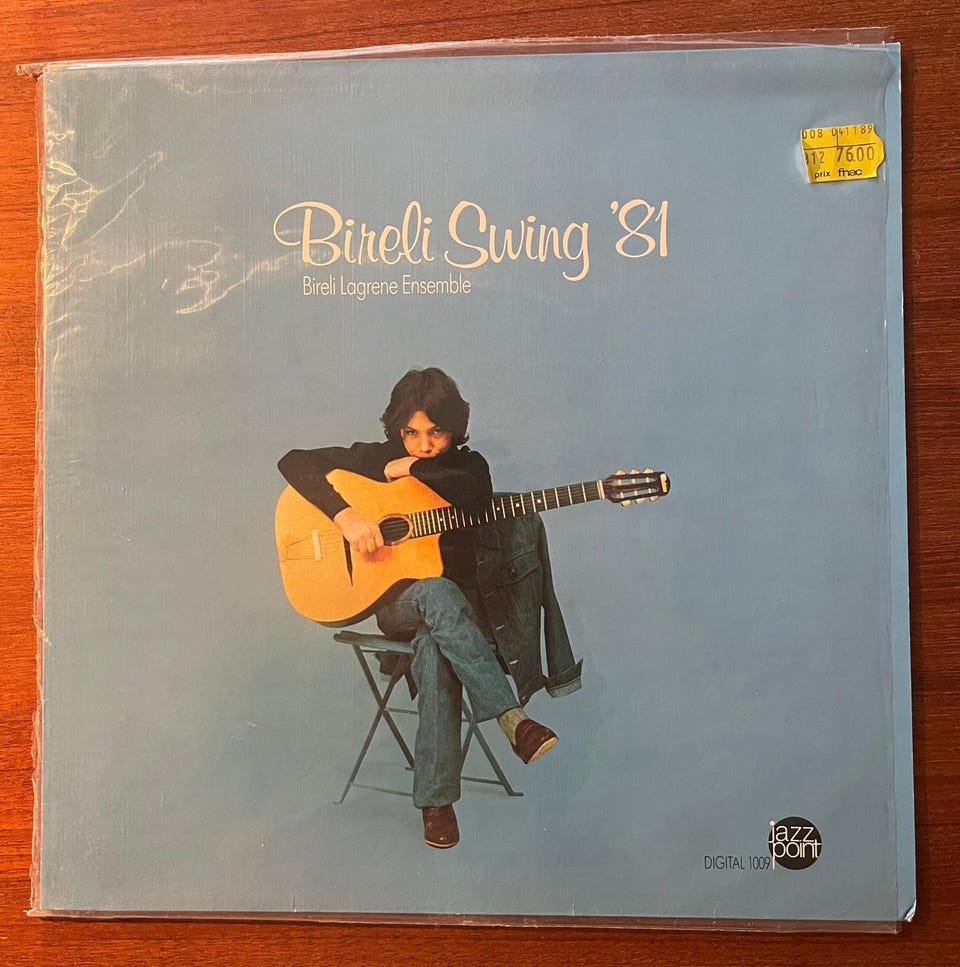 008 041189
312 76.00
prix fnac
Bireli Swing '81
Bireli Lagrene Ensemble
jazz
point
DIGITAL 1009